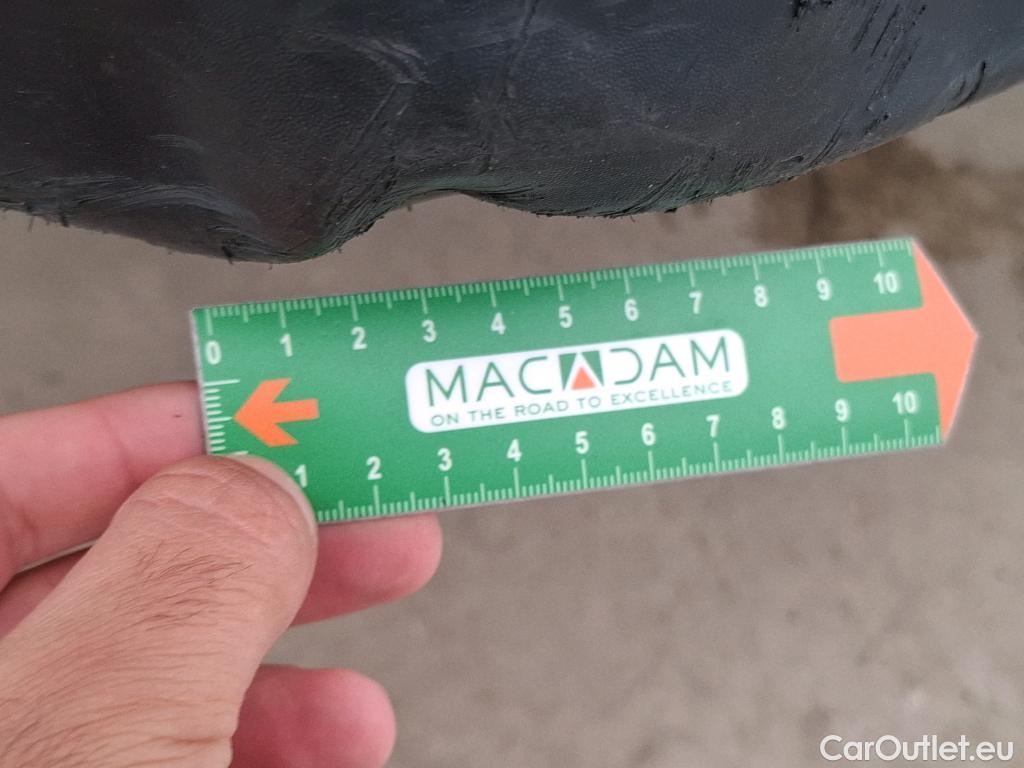 0 1 2 3 4 5 6 7 8 9 10
MACADAM
ON THE ROAD TO EXCELLENCE
1 2 3 4 5 6 7 8 9 10
CarOutlet.eu